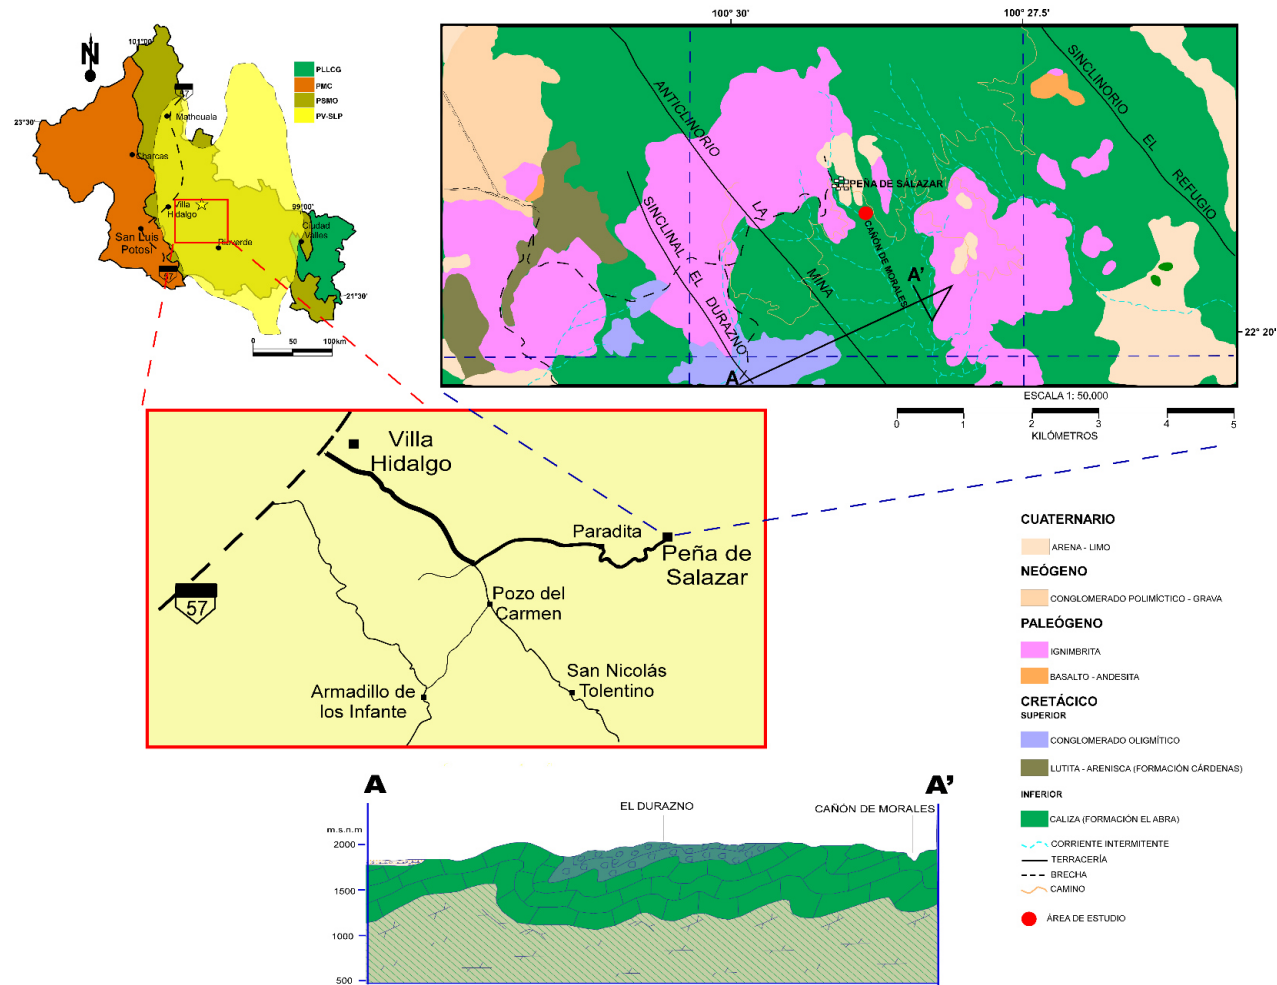 100° 30'
100° 27.5'
N
101°00'
23°30'
57
Matheuala
Charcas
Villa
Hidalgo
San Luis
Potosí
Rioverde
99°00'
Ciudad
Valles
21°30'
57
PLLCG
PMC
PSMO
PV-SLP
0 50 100km
ANTICLINORIO
LA
MINA
SINCLINAL EL DURAZNO
SINCLINORIO
EL
REFUGIO
PEÑA DE SÁLAZAR
CAÑÓN DE MORALES
A'
A
22° 20'
ESCALA 1: 50,000
0 1 2 3 4 5
KILÓMETROS
Villa
Hidalgo
Paradita
Peña de
Salazar
57
Pozo del
Carmen
San Nicolás
Tolentino
Armadillo de
los Infante
CUATERNARIO
ARENA - LIMO
NEÓGENO
CONGLOMERADO POLIMÍCTICO - GRAVA
PALEÓGENO
IGNIMBRITA
BASALTO - ANDESITA
CRETÁCICO
SUPERIOR
CONGLOMERADO OLIGMÍTICO
LUTITA - ARENISCA (FORMACIÓN CÁRDENAS)
INFERIOR
CALIZA (FORMACIÓN EL ABRA)
CORRIENTE INTERMITENTE
TERRACERÍA
BRECHA
CAMINO
ÁREA DE ESTUDIO
A
A'
EL DURAZNO
CAÑÓN DE MORALES
m.s.n.m
2000
1500
1000
500